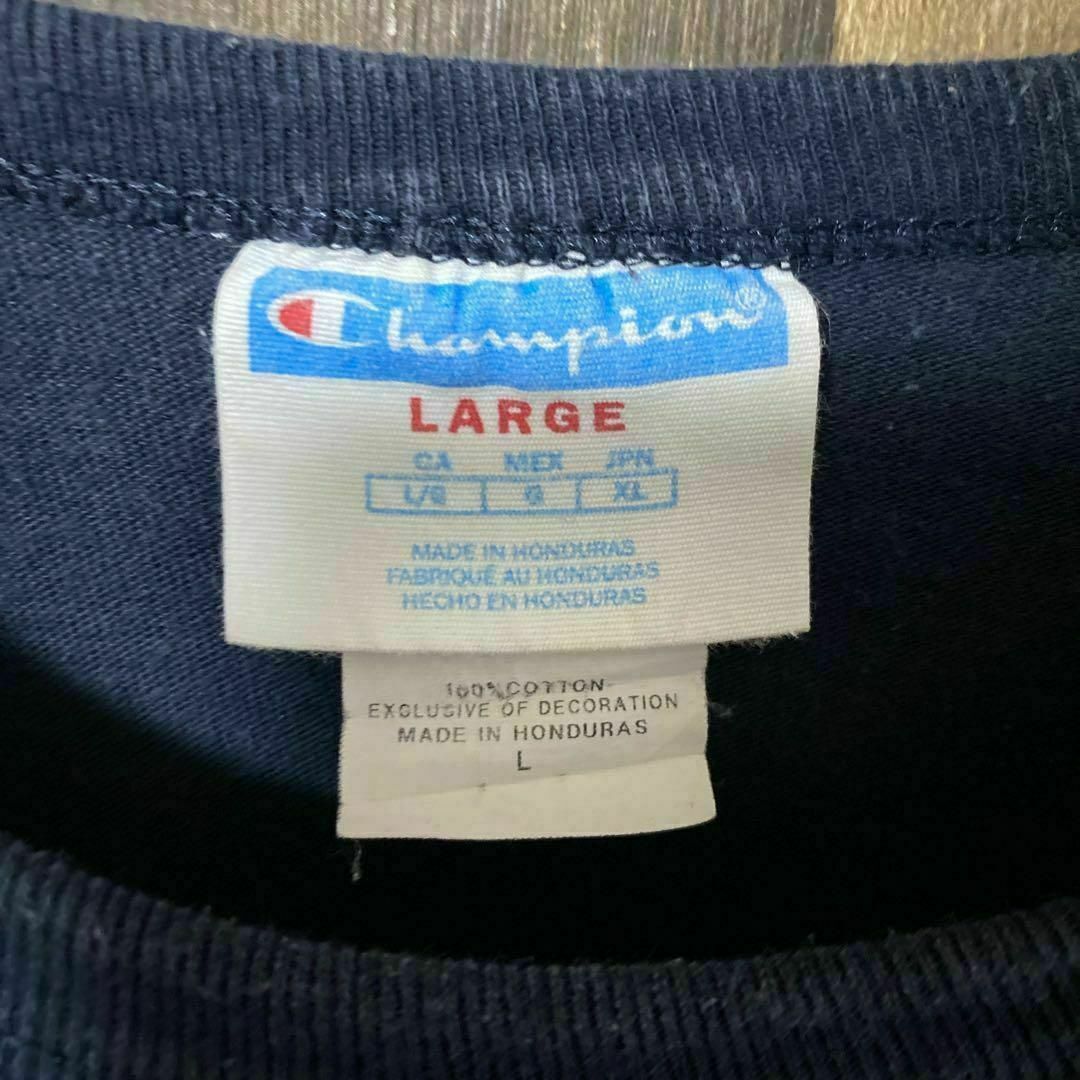 Champion®
LARGE
CA MEX JPN
L/G G XL
MADE IN HONDURAS
FABRIQUÉ AU HONDURAS
HECHO EN HONDURAS
100% COTTON
EXCLUSIVE OF DECORATION
MADE IN HONDURAS
L